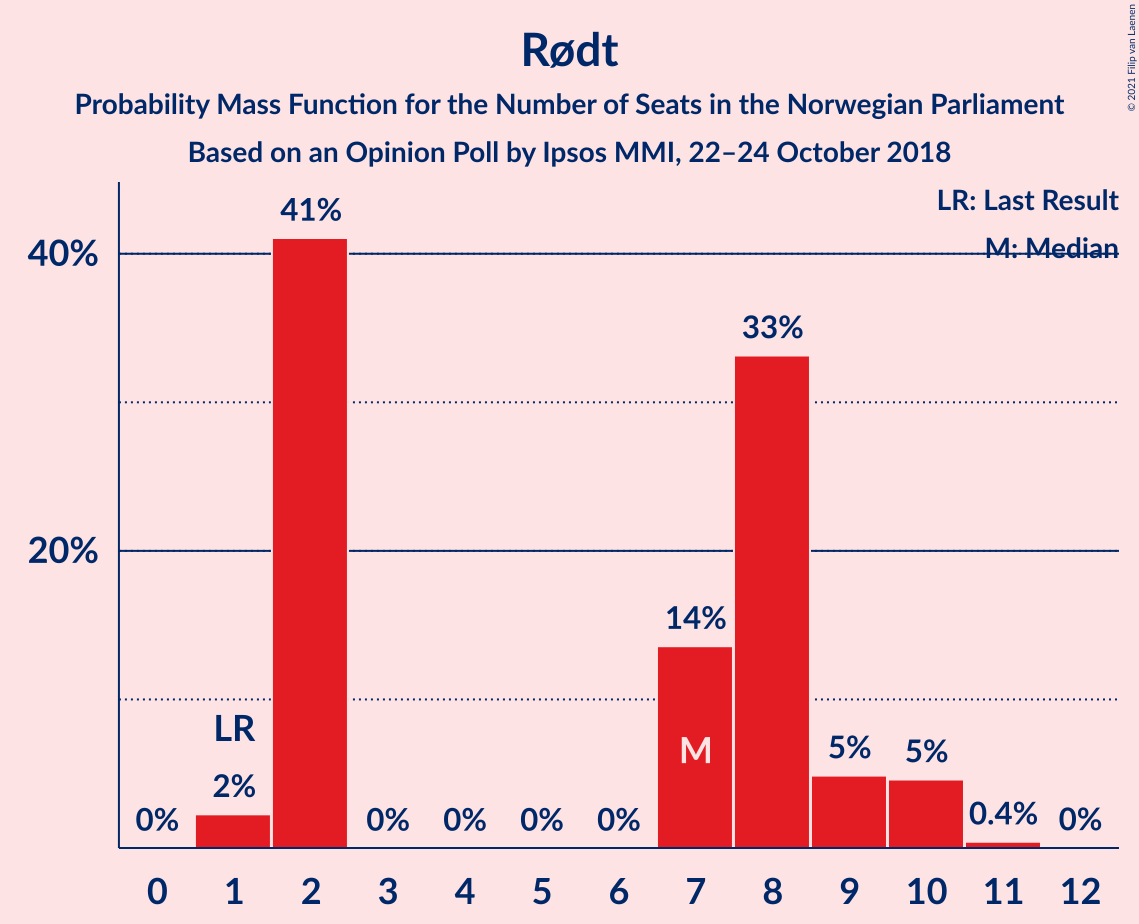 Rødt
Probability Mass Function for the Number of Seats in the Norwegian Parliament
Based on an Opinion Poll by Ipsos MMI, 22–24 October 2018
© 2021 Filip van Laenen
LR: Last Result
M: Median
40%
20%
0%
LR
2%
41%
0%
0%
0%
0%
14%
M
33%
5%
5%
0.4%
0%
0 1 2 3 4 5 6 7 8 9 10 11 12